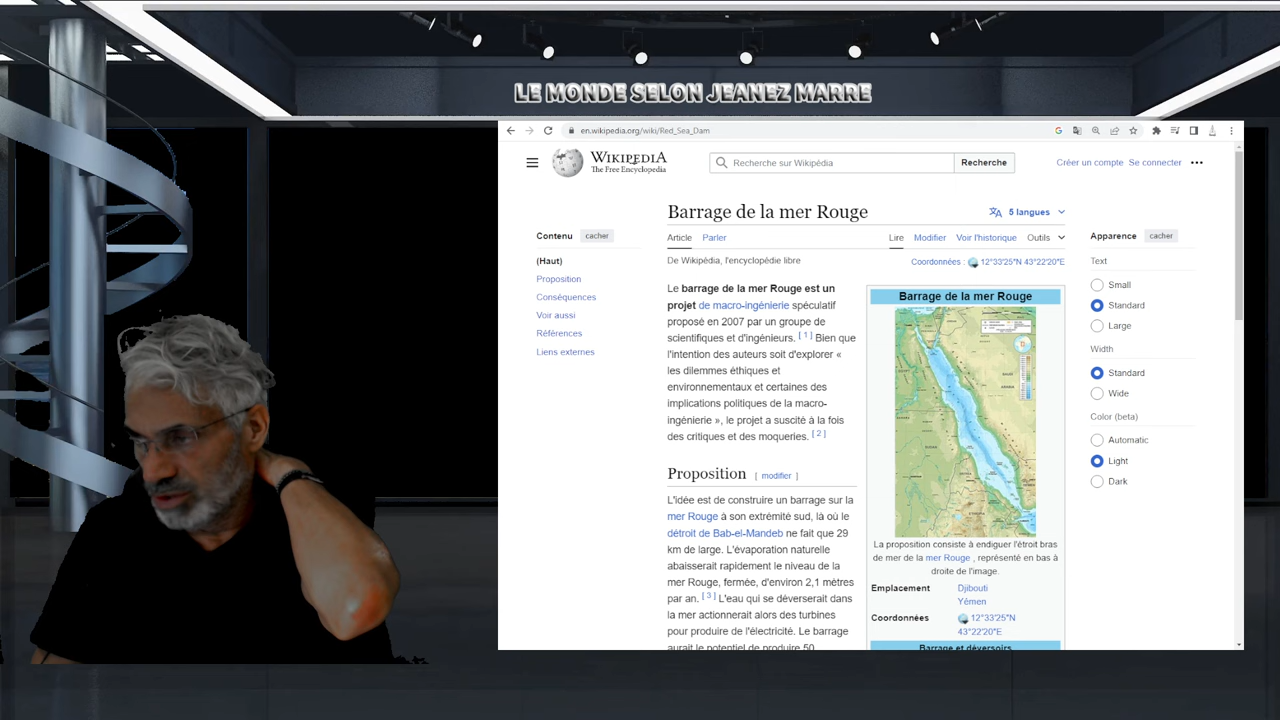 LE MONDE SELON JEANEZ MARRE
en.wikipedia.org/wiki/Red_Sea_Dam
WIKIPEDIA
The Free Encyclopedia
Recherche sur Wikipédia
Recherche
Créer un compte Se connecter
Barrage de la mer Rouge
5 langues
Contenu cacher
(Haut)
Proposition
Conséquences
Voir aussi
Références
Liens externes
Article Parler
Lire Modifier Voir l'historique Outils
De Wikipédia, l'encyclopédie libre
Coordonnées : 12°33′25″N 43°22′20″E
Le barrage de la mer Rouge est un
projet de macro-ingénierie spéculatif
proposé en 2007 par un groupe de
scientifiques et d'ingénieurs. [ 1 ] Bien que
l'intention des auteurs soit d'explorer «
les dilemmes éthiques et
environnementaux et certaines des
implications politiques de la macro-
ingénierie », le projet a suscité à la fois
des critiques et des moqueries. [ 2 ]
Proposition [ modifier ]
L'idée est de construire un barrage sur la
mer Rouge à son extrémité sud, là où le
détroit de Bab-el-Mandeb ne fait que 29
km de large. L'évaporation naturelle
abaisserait rapidement le niveau de la
mer Rouge, fermée, d'environ 2,1 mètres
par an. [ 3 ] L'eau qui se déverserait dans
la mer actionnerait alors des turbines
pour produire de l'électricité. Le barrage
aurait le potentiel de produire 50
Barrage de la mer Rouge
La proposition consiste à endiguer l'étroit bras
de mer de la mer Rouge , représenté en bas à
droite de l'image.
Emplacement Djibouti
Yémen
Coordonnées 12°33′25″N
43°22′20″E
Barrage et déversoirs
Apparence cacher
Text
Small
Standard
Large
Width
Standard
Wide
Color (beta)
Automatic
Light
Dark